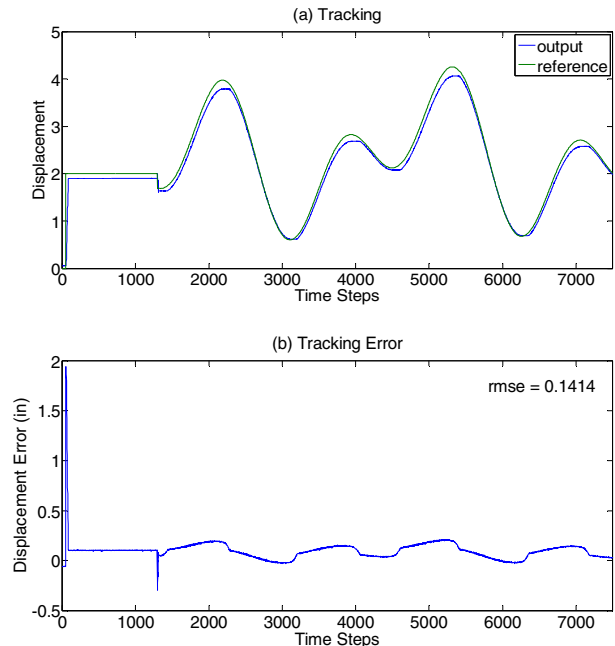 (a) Tracking
5
4
3
2
1
0
Displacement
output
reference
0 1000 2000 3000 4000 5000 6000 7000
Time Steps
(b) Tracking Error
2
1.5
1
0.5
0
-0.5
Displacement Error (in)
rmse = 0.1414
0 1000 2000 3000 4000 5000 6000 7000
Time Steps